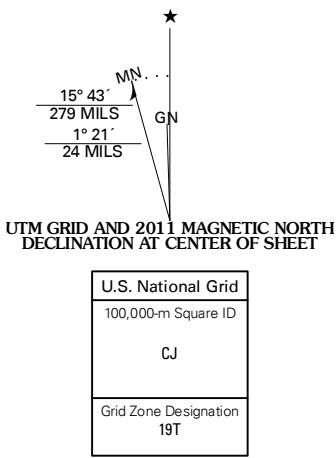 MN
GN
15° 43´
279 MILS
1° 21´
24 MILS
UTM GRID AND 2011 MAGNETIC NORTH
DECLINATION AT CENTER OF SHEET
U.S. National Grid
100,000-m Square ID
CJ
Grid Zone Designation
19T